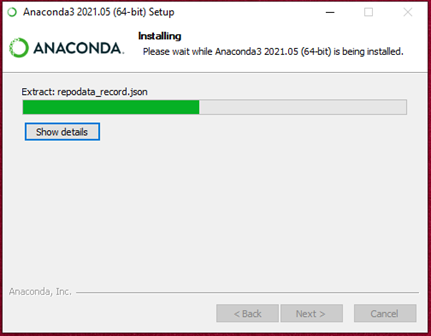 Anaconda3 2021.05 (64-bit) Setup
ANACONDA.
Installing
Please wait while Anaconda3 2021.05 (64-bit) is being installed.
Extract: repodata_record.json
Show details
Anaconda, Inc.
< Back
Next >
Cancel